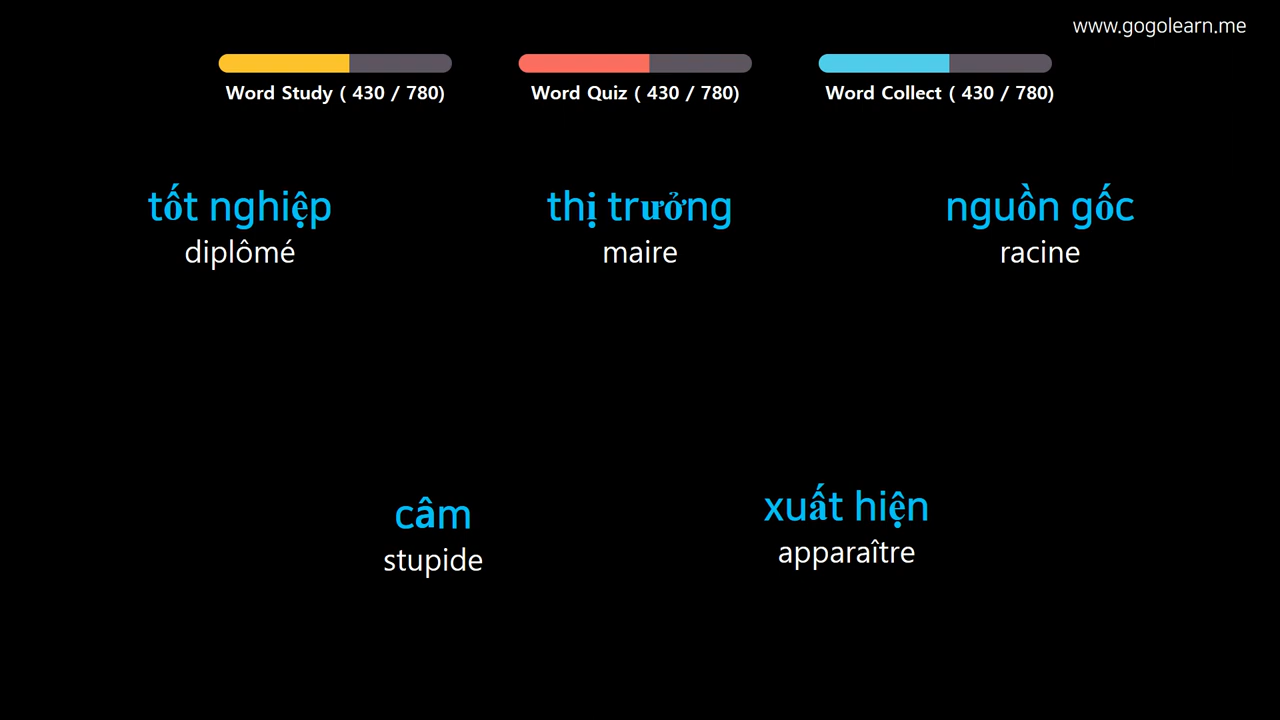 www.gogolearn.me
Word Study ( 430 / 780)
Word Quiz ( 430 / 780)
Word Collect ( 430 / 780)
tốt nghiệp
diplômé
thị trưởng
maire
nguồn gốc
racine
câm
stupide
xuất hiện
apparaître